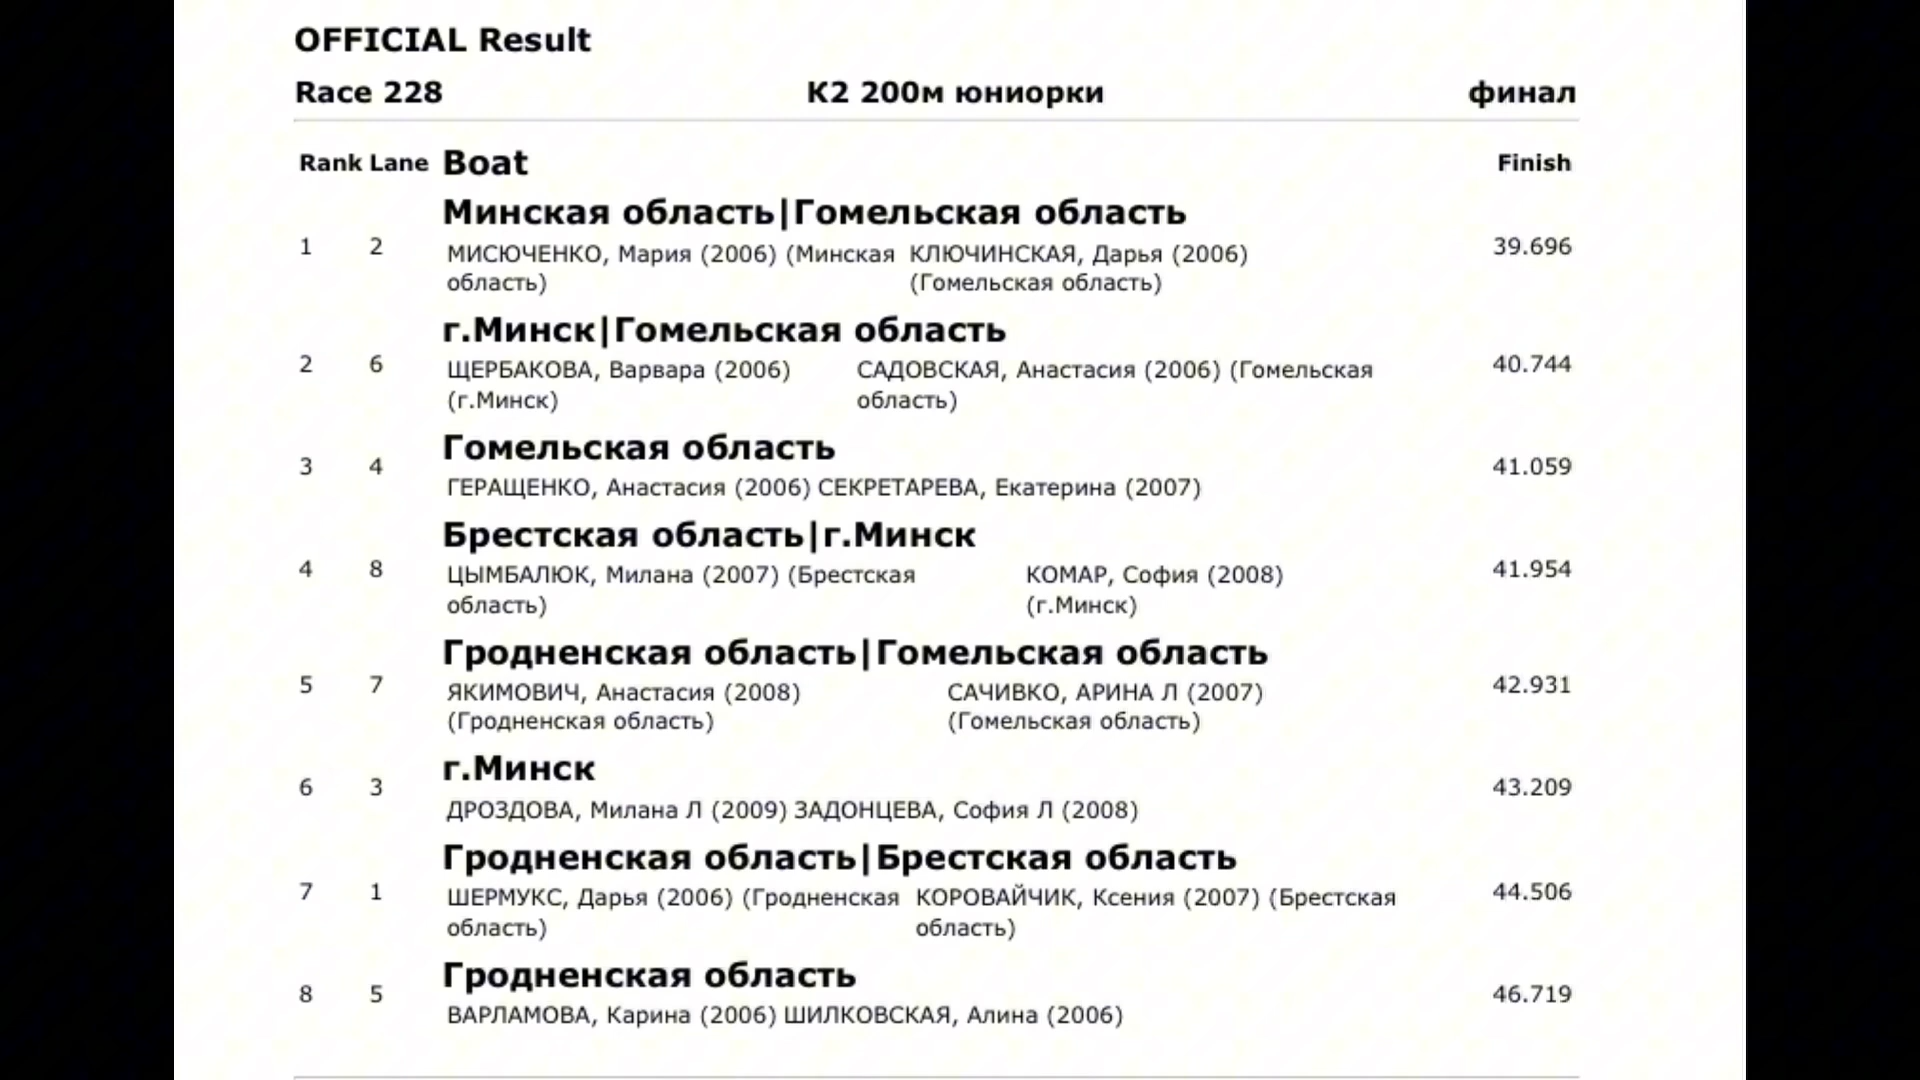 OFFICIAL Result
Race 228 К2 200м юниорки финал
Rank Lane Boat Finish
Минская область|Гомельская область
1 2 МИСЮЧЕНКО, Мария (2006) (Минская КЛЮЧИНСКАЯ, Дарья (2006) 39.696
область) (Гомельская область)
г.Минск|Гомельская область
2 6 ЩЕРБАКОВА, Варвара (2006) САДОВСКАЯ, Анастасия (2006) (Гомельская 40.744
(г.Минск) область)
Гомельская область
3 4 ГЕРАЩЕНКО, Анастасия (2006) СЕКРЕТАРЕВА, Екатерина (2007) 41.059
Брестская область|г.Минск
4 8 ЦЫМБАЛЮК, Милана (2007) (Брестская КОМАР, София (2008) 41.954
область) (г.Минск)
Гродненская область|Гомельская область
5 7 ЯКИМОВИЧ, Анастасия (2008) САЧИВКО, АРИНА Л (2007) 42.931
(Гродненская область) (Гомельская область)
г.Минск
6 3 ДРОЗДОВА, Милана Л (2009) ЗАДОНЦЕВА, София Л (2008) 43.209
Гродненская область|Брестская область
7 1 ШЕРМУКС, Дарья (2006) (Гродненская КОРОВАЙЧИК, Ксения (2007) (Брестская 44.506
область) область)
Гродненская область
8 5 ВАРЛАМОВА, Карина (2006) ШИЛКОВСКАЯ, Алина (2006) 46.719